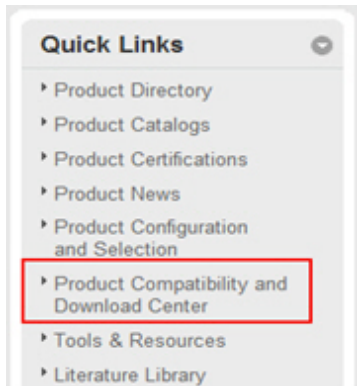 Quick Links
Product Directory
Product Catalogs
Product Certifications
Product News
Product Configuration
and Selection
Product Compatibility and
Download Center
Tools & Resources
Literature Library